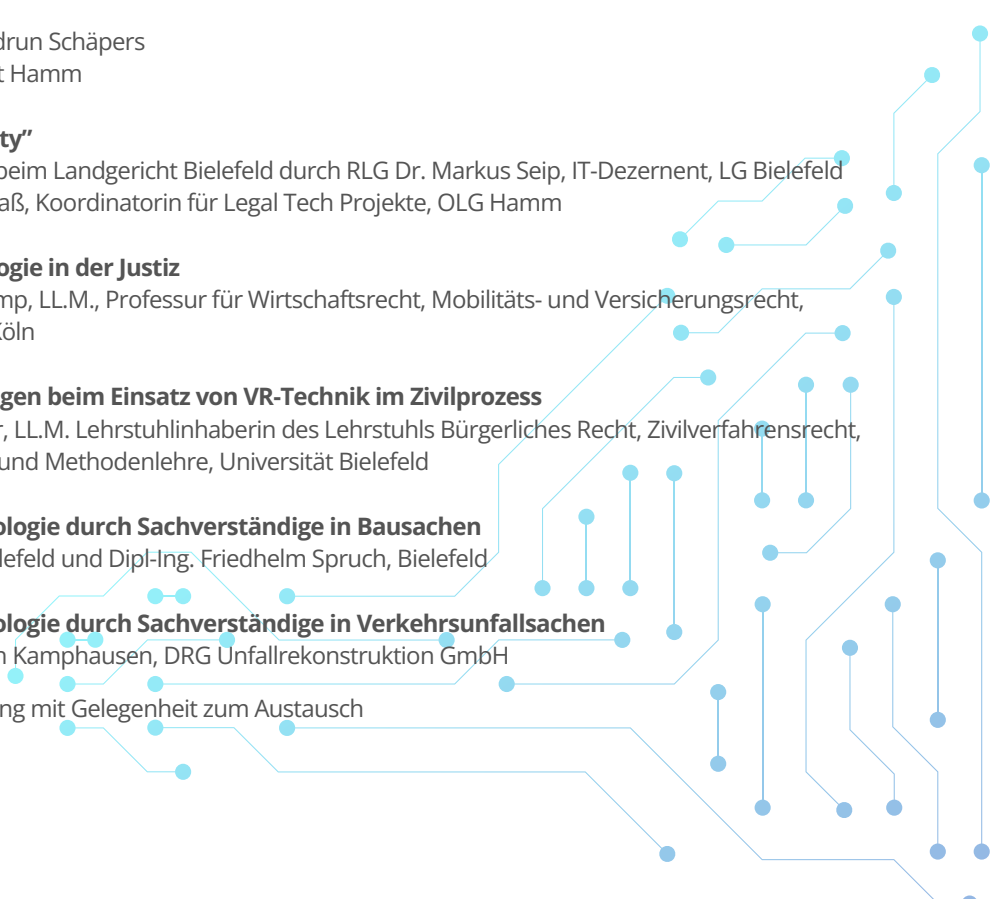 drun Schäpers
t Hamm
ty”
beim Landgericht Bielefeld durch RLG Dr. Markus Seip, IT-Dezernent, LG Bielefeld
aß, Koordinatorin für Legal Tech Projekte, OLG Hamm
ogie in der Justiz
mp, LL.M., Professur für Wirtschaftsrecht, Mobilitäts- und Versicherungsrecht,
Köln
gen beim Einsatz von VR-Technik im Zivilprozess
r, LL.M. Lehrstuhlinhaberin des Lehrstuhls Bürgerliches Recht, Zivilverfahrensrecht,
und Methodenlehre, Universität Bielefeld
ologie durch Sachverständige in Bausachen
lefeld und Dipl-Ing. Friedhelm Spruch, Bielefeld
ologie durch Sachverständige in Verkehrsunfallsachen
n Kamphausen, DRG Unfallrekonstruktion GmbH
ng mit Gelegenheit zum Austausch